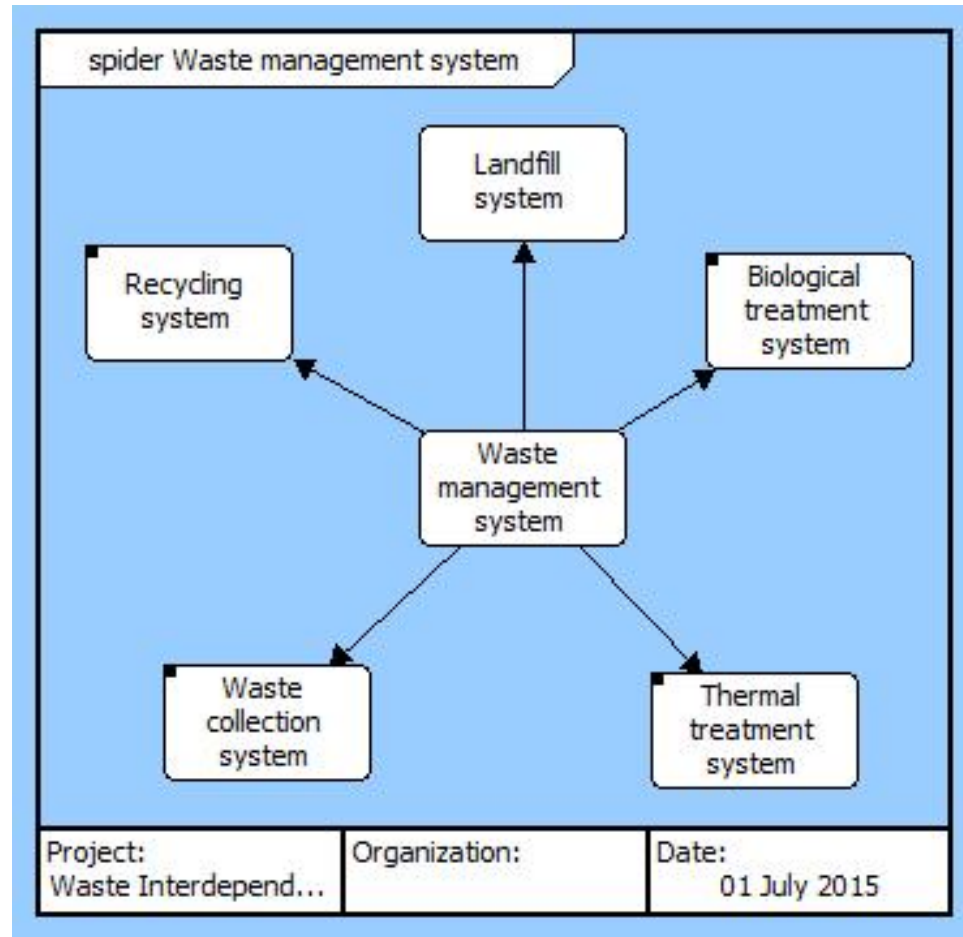 spider Waste management system
Landfill
system
Recycling
system
Biological
treatment
system
Waste
management
system
Waste
collection
system
Thermal
treatment
system
Project:
Waste Interdepend...
Organization:
Date:
01 July 2015